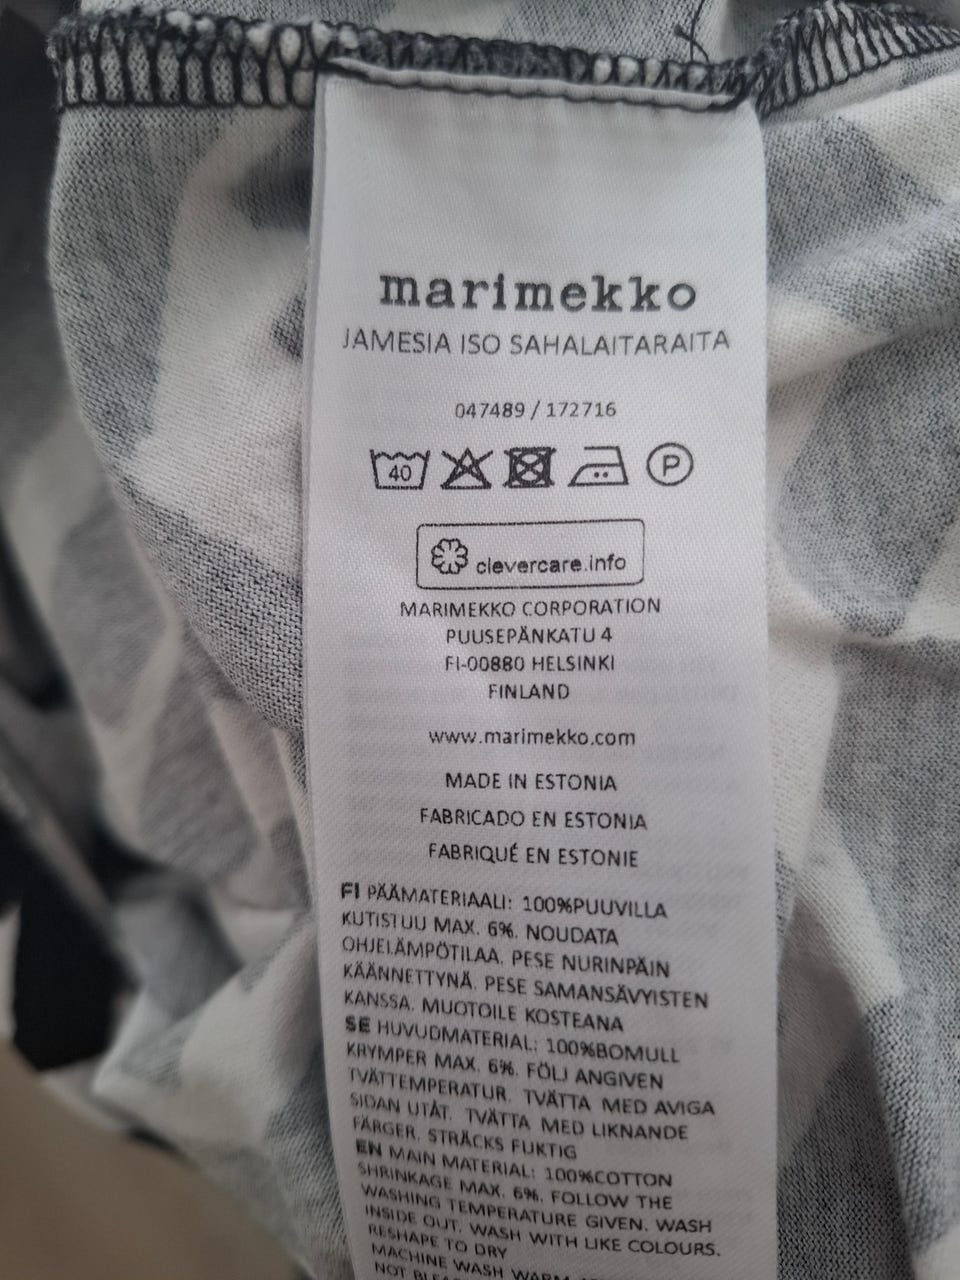 marimekko
JAMESIA ISO SAHALAITARAITA
047489 / 172716
40 P
clevercare.info
MARIMEKKO CORPORATION
PUUSEPÄNKATU 4
FI-00880 HELSINKI
FINLAND
www.marimekko.com
MADE IN ESTONIA
FABRICADO EN ESTONIA
FABRIQUÉ EN ESTONIE
FI PÄÄMATERIAALI: 100%PUUVILLA
KUTISTUU MAX. 6%. NOUDATA
OHJELÄMPÖTILAA. PESE NURINPÄIN
KÄÄNNETTYNÄ. PESE SAMANSÄVYISTEN
KANSSA. MUOTOILE KOSTEANA
SE HUVUDMATERIAL: 100%BOMULL
KRYMPER MAX. 6%. FÖLJ ANGIVEN
TVÄTTEMPERATUR. TVÄTTA MED AVIGA
SIDAN UTÅT. TVÄTTA MED LIKNANDE
FÄRGER. STRÄCKS FUKTIG
EN MAIN MATERIAL: 100%COTTON
SHRINKAGE MAX. 6%. FOLLOW THE
WASHING TEMPERATURE GIVEN. WASH
INSIDE OUT. WASH WITH LIKE COLOURS.
RESHAPE TO DRY
MACHINE WASH WARM
NOT